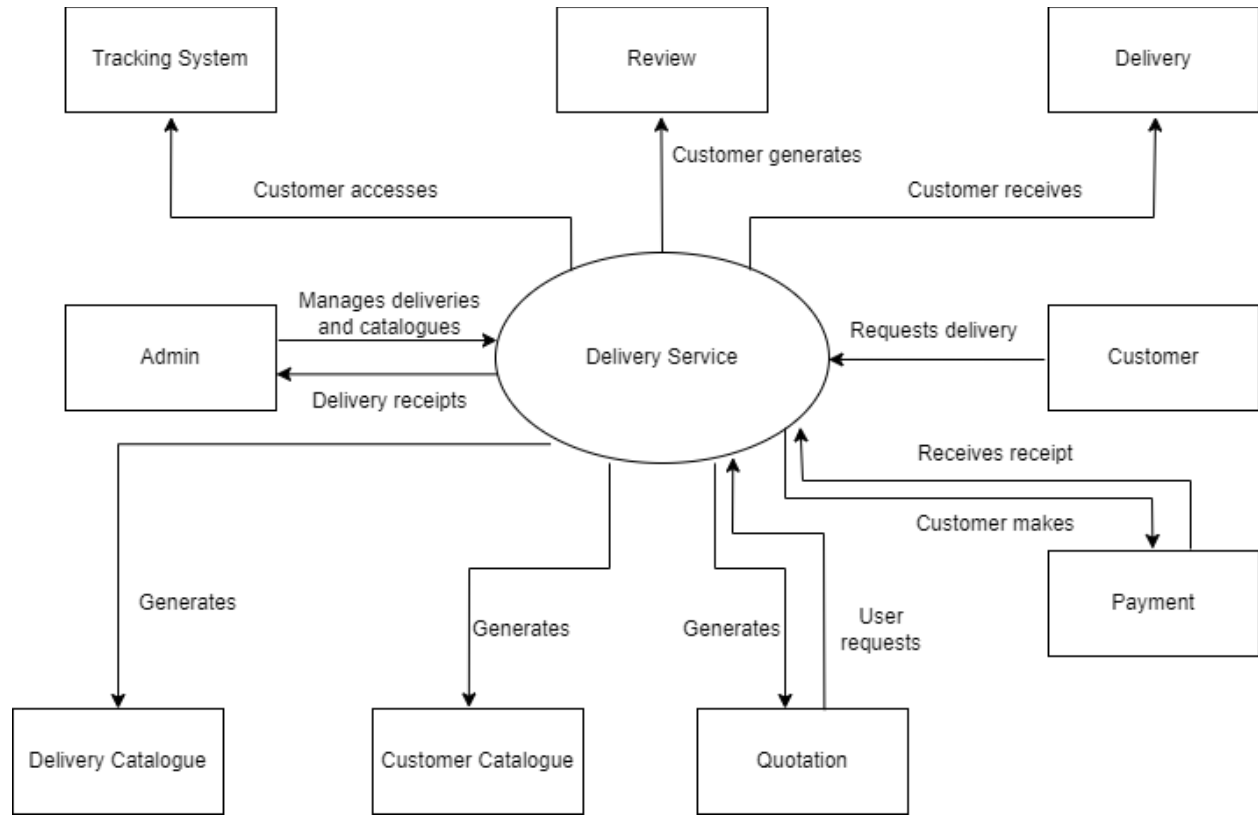 Tracking System
Review
Delivery
Customer generates
Customer accesses
Customer receives
Manages deliveries
and catalogues
Admin
Delivery Service
Requests delivery
Customer
Delivery receipts
Receives receipt
Customer makes
Payment
Generates
Generates
Generates
User
requests
Delivery Catalogue
Customer Catalogue
Quotation